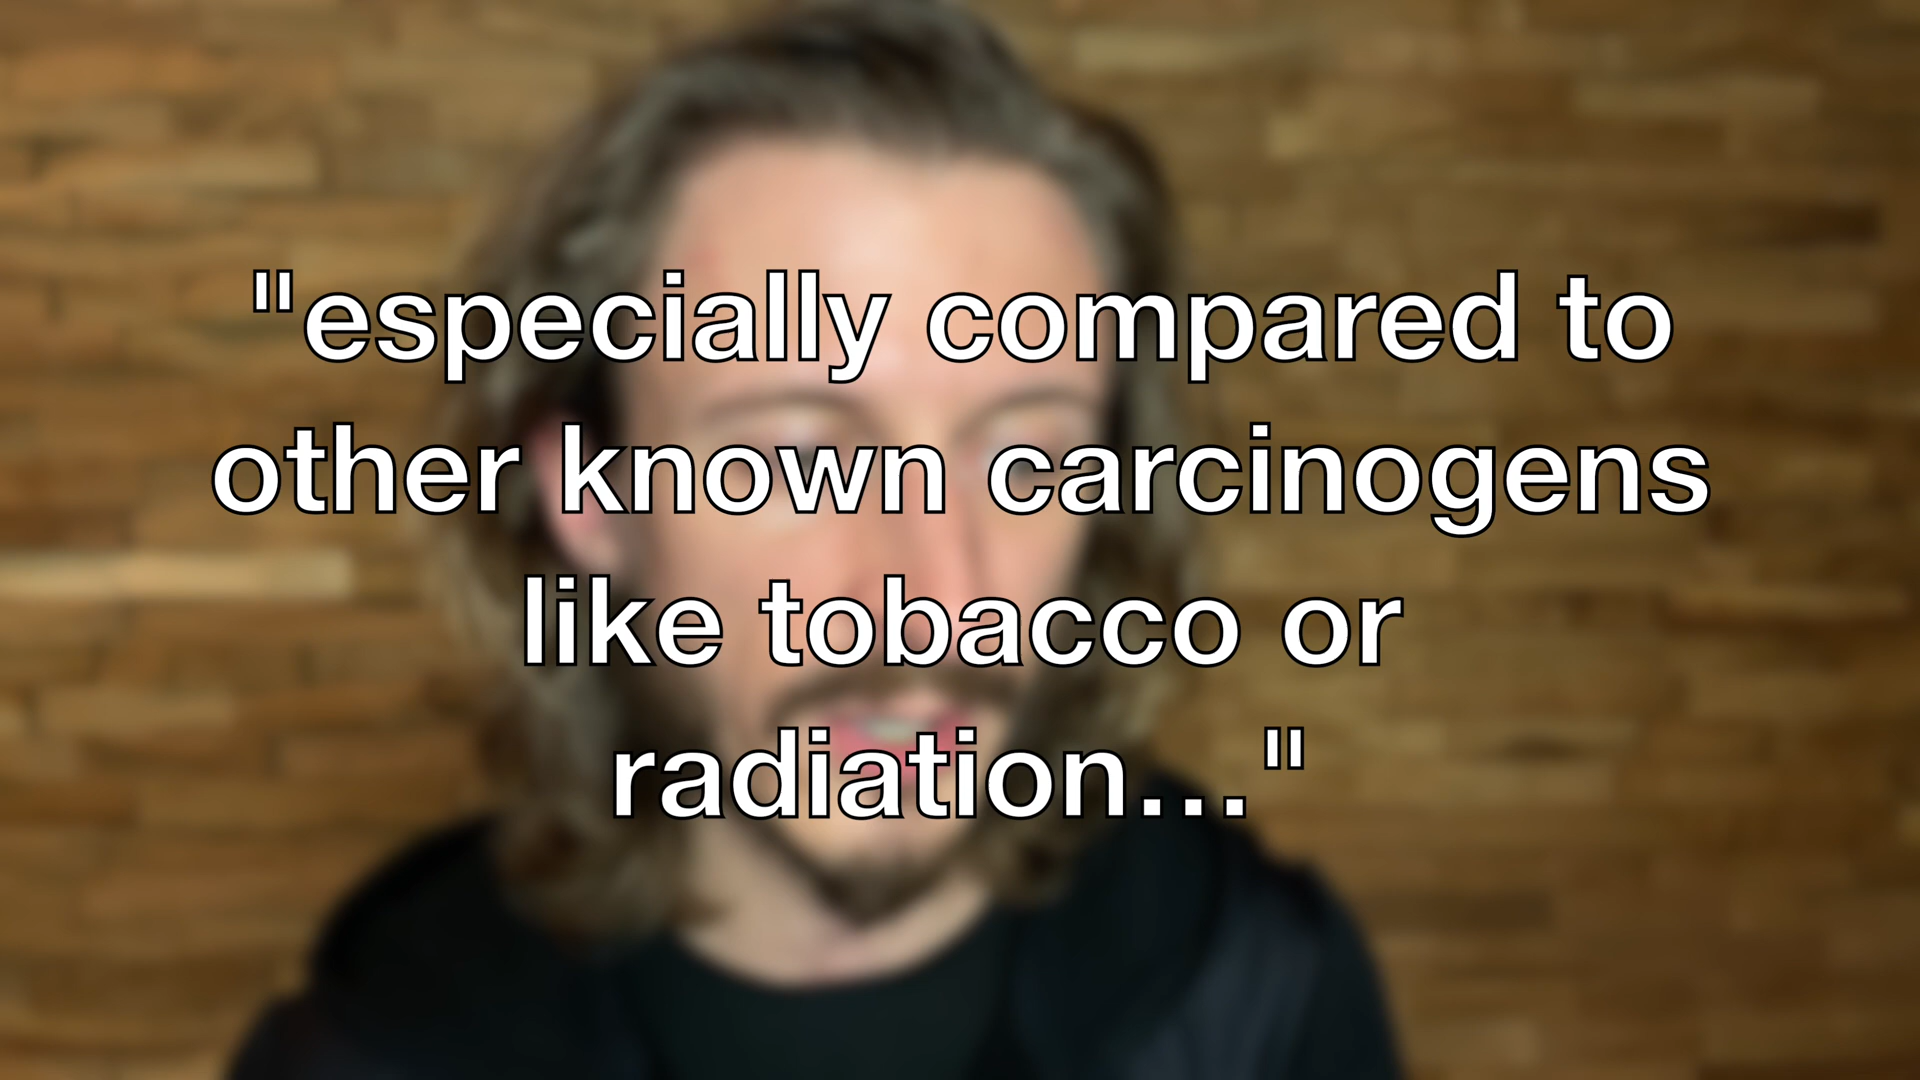 "especially compared to
other known carcinogens
like tobacco or
radiation..."